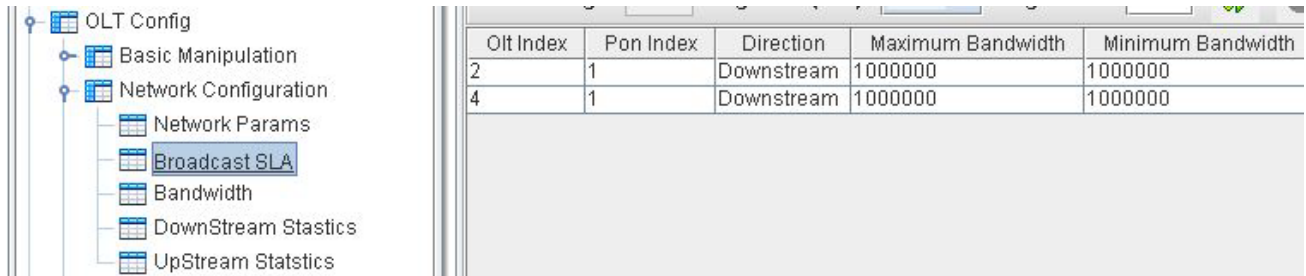 OLT Config
Basic Manipulation
Network Configuration
Network Params
Broadcast SLA
Bandwidth
DownStream Stastics
UpStream Statstics
Olt Index Pon Index Direction Maximum Bandwidth Minimum Bandwidth
2 1 Downstream 1000000 1000000
4 1 Downstream 1000000 1000000